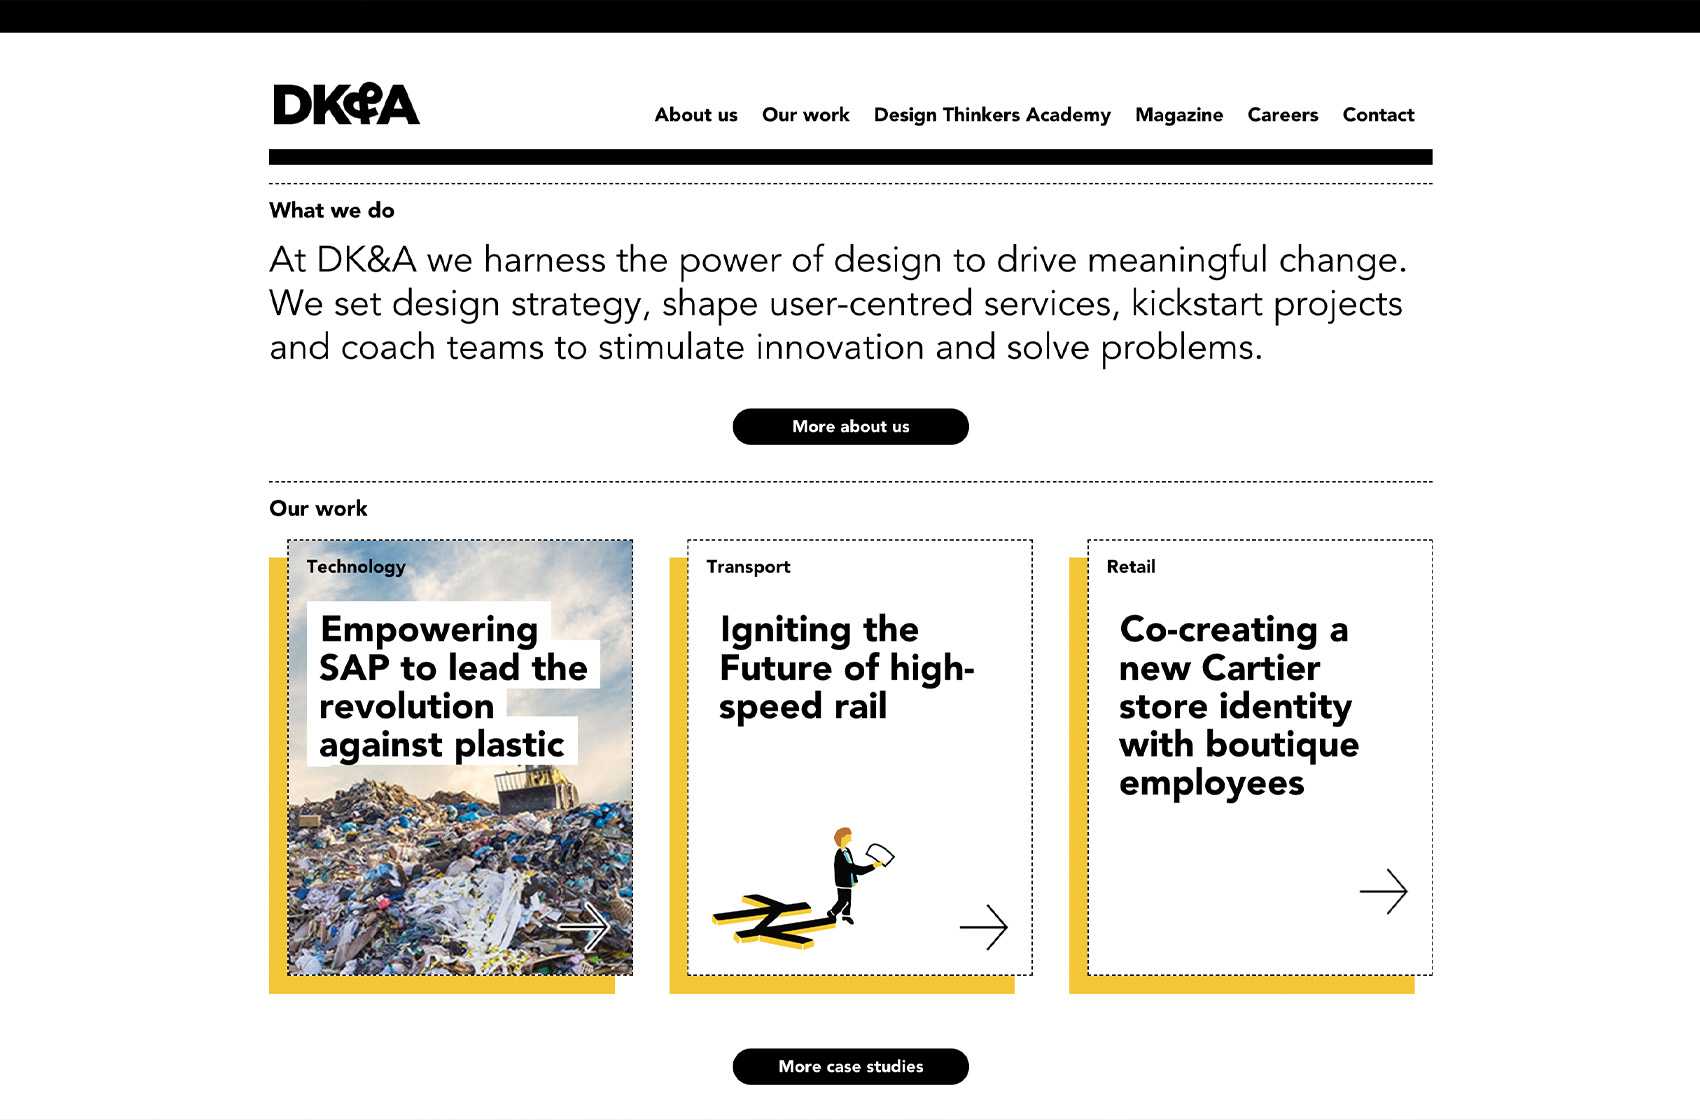 DK&A
About us Our work Design Thinkers Academy Magazine Careers Contact
What we do
At DK&A we harness the power of design to drive meaningful change.
We set design strategy, shape user-centred services, kickstart projects
and coach teams to stimulate innovation and solve problems.
More about us
Our work
Technology
Empowering
SAP to lead the
revolution
against plastic
Transport
Igniting the
Future of high-
speed rail
Retail
Co-creating a
new Cartier
store identity
with boutique
employees
More case studies